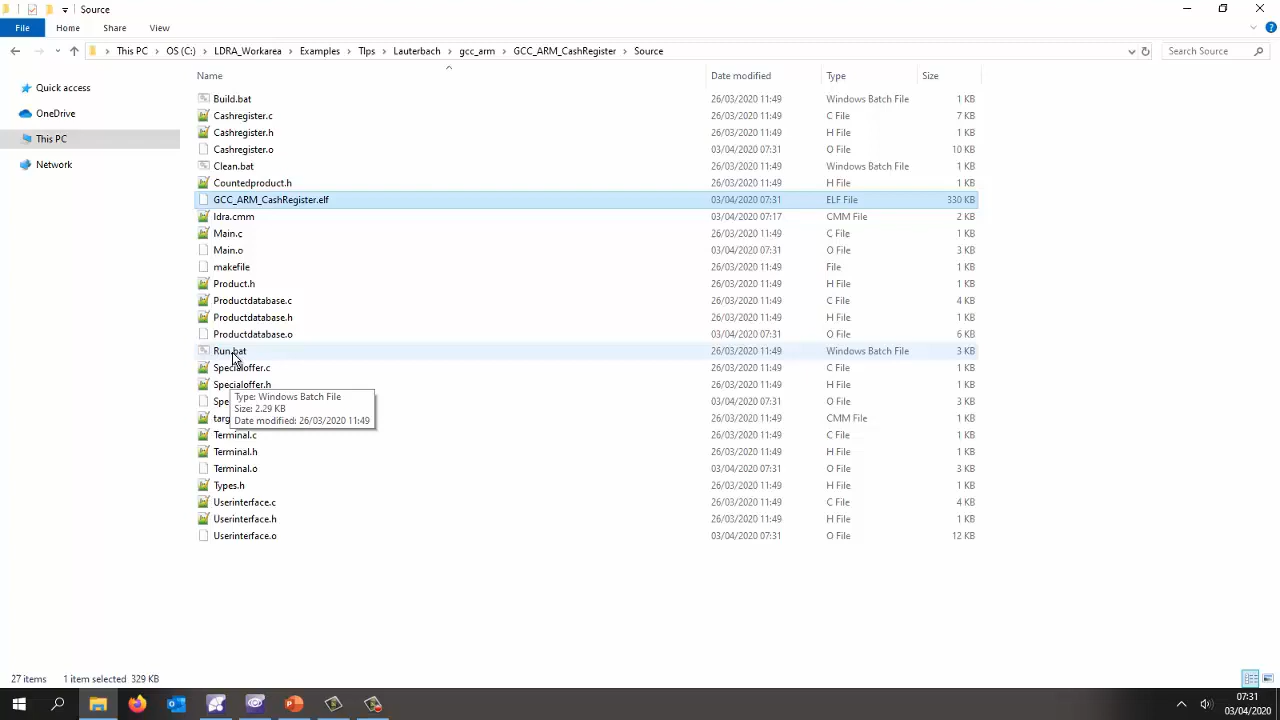 Source
File Home Share View
This PC OS (C:) LDRA_Workarea Examples TIps Lauterbach gcc_arm GCC_ARM_CashRegister Source
Search Source
Name Date modified Type Size
Quick access
OneDrive
This PC
Network
Build.bat 26/03/2020 11:49 Windows Batch File 1 KB
Cashregister.c 26/03/2020 11:49 C File 7 KB
Cashregister.h 26/03/2020 11:49 H File 1 KB
Cashregister.o 03/04/2020 07:31 O File 10 KB
Clean.bat 26/03/2020 11:49 Windows Batch File 1 KB
Countedproduct.h 26/03/2020 11:49 H File 1 KB
GCC_ARM_CashRegister.elf 03/04/2020 07:31 ELF File 330 KB
ldra.cmm 03/04/2020 07:17 CMM File 2 KB
Main.c 26/03/2020 11:49 C File 1 KB
Main.o 03/04/2020 07:31 O File 3 KB
makefile 26/03/2020 11:49 File 1 KB
Product.h 26/03/2020 11:49 H File 1 KB
Productdatabase.c 26/03/2020 11:49 C File 4 KB
Productdatabase.h 26/03/2020 11:49 H File 1 KB
Productdatabase.o 03/04/2020 07:31 O File 6 KB
Run.bat 26/03/2020 11:49 Windows Batch File 3 KB
Specialoffer.c 26/03/2020 11:49 C File 1 KB
Specialoffer.h 26/03/2020 11:49 H File 1 KB
Spe 03/04/2020 07:31 O File 3 KB
targ 26/03/2020 11:49 CMM File 1 KB
Type: Windows Batch File
Size: 2.29 KB
Date modified: 26/03/2020 11:49
Terminal.c 26/03/2020 11:49 C File 1 KB
Terminal.h 26/03/2020 11:49 H File 1 KB
Terminal.o 03/04/2020 07:31 O File 3 KB
Types.h 26/03/2020 11:49 H File 1 KB
Userinterface.c 26/03/2020 11:49 C File 4 KB
Userinterface.h 26/03/2020 11:49 H File 1 KB
Userinterface.o 03/04/2020 07:31 O File 12 KB
27 items 1 item selected 329 KB
07:31
03/04/2020